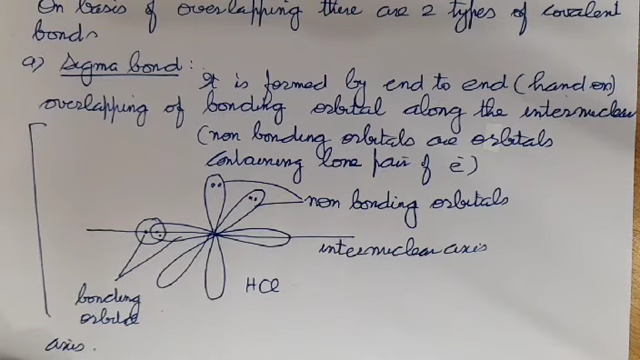 On basis of overlapping there are 2 types of covalent
bonds
a) Sigma bond:
It is formed by end to end (hand on)
overlapping of bonding orbital along the internuclear
(non bonding orbitals are orbitals
containing lone pair of e)
non bonding orbitals
internuclear axis
HCl
bonding
orbital
axis.